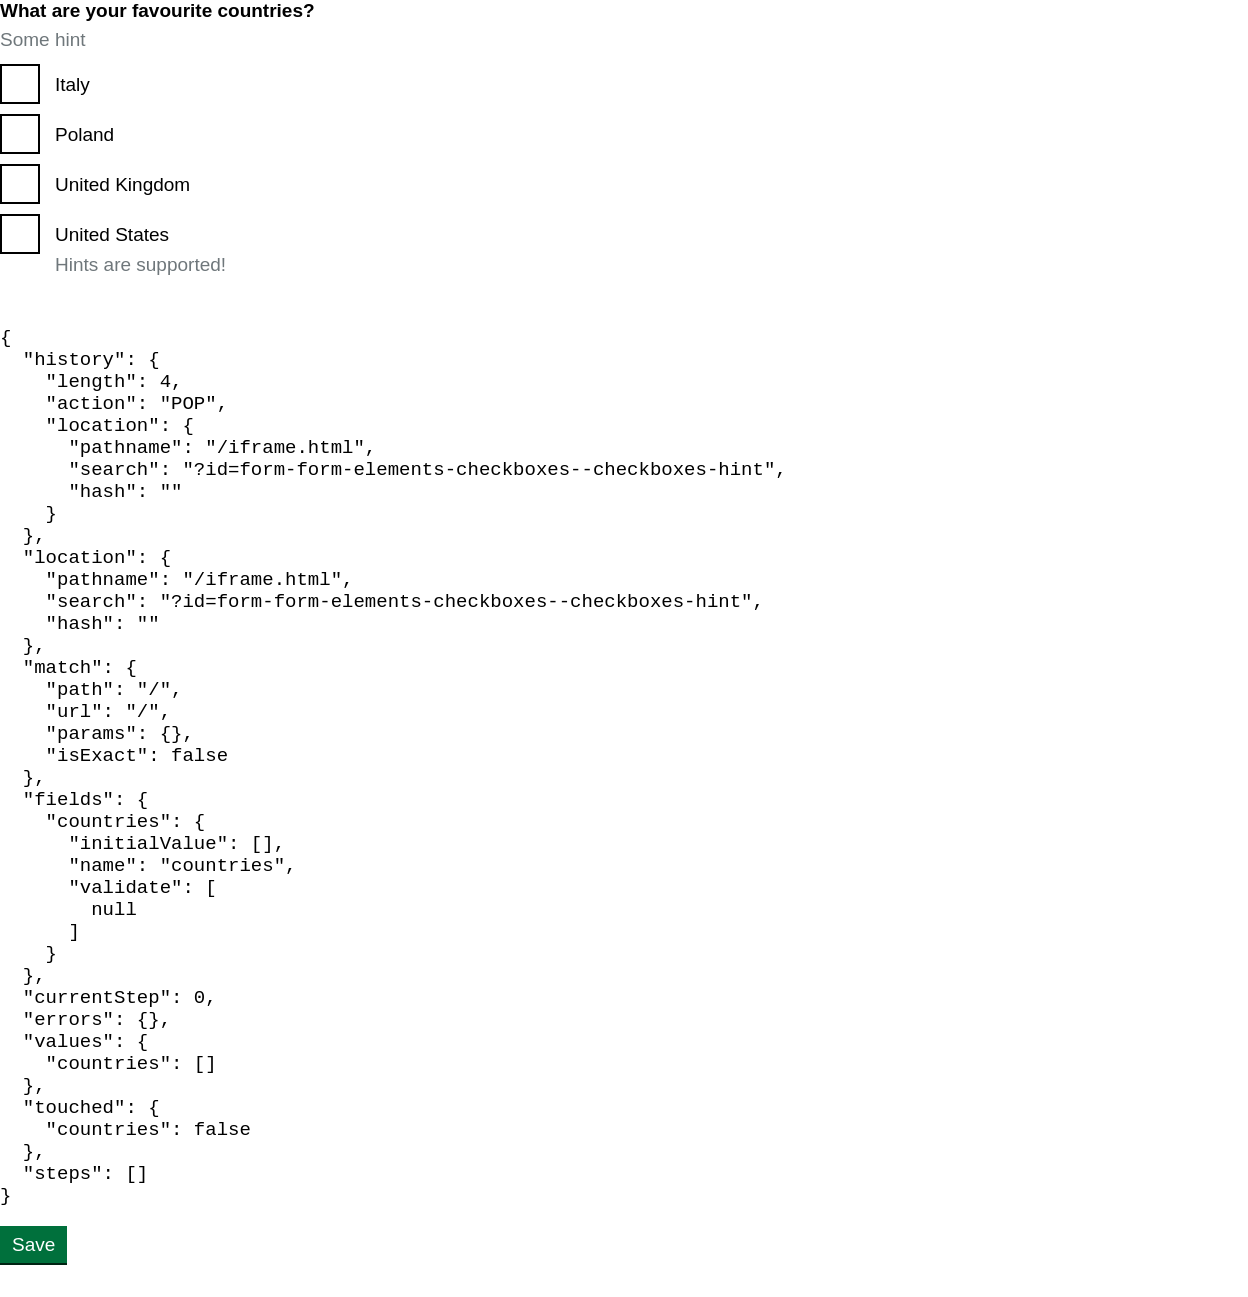 What are your favourite countries?
Some hint
Italy
Poland
United Kingdom
United States
Hints are supported!
{
  "history": {
    "length": 4,
    "action": "POP",
    "location": {
      "pathname": "/iframe.html",
      "search": "?id=form-form-elements-checkboxes--checkboxes-hint",
      "hash": ""
    }
  },
  "location": {
    "pathname": "/iframe.html",
    "search": "?id=form-form-elements-checkboxes--checkboxes-hint",
    "hash": ""
  },
  "match": {
    "path": "/",
    "url": "/",
    "params": {},
    "isExact": false
  },
  "fields": {
    "countries": {
      "initialValue": [],
      "name": "countries",
      "validate": [
        null
      ]
    }
  },
  "currentStep": 0,
  "errors": {},
  "values": {
    "countries": []
  },
  "touched": {
    "countries": false
  },
  "steps": []
}
Save